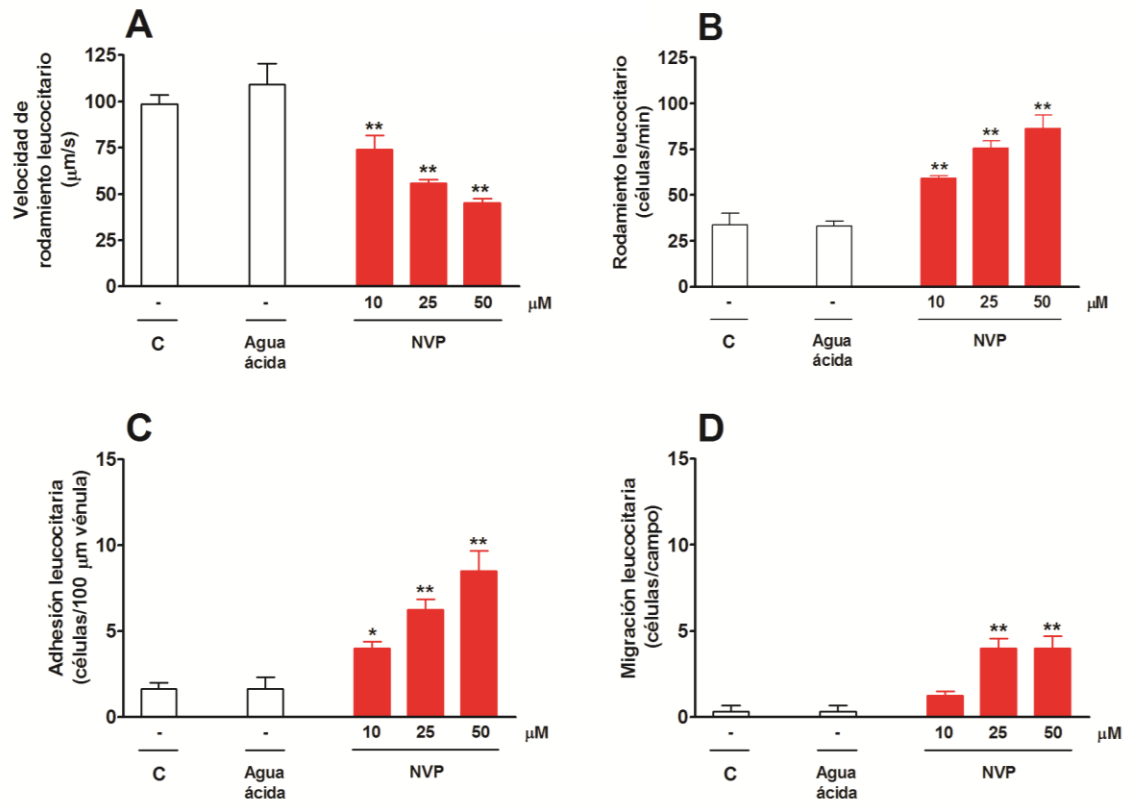 A
Velocidad de
rodamiento leucocitario
(μm/s)
125
100
75
50
25
0
** ** **
- - 10 25 50 μM
C Agua NVP
ácida
B
Rodamiento leucocitario
(células/min)
125
100
75
50
25
0
** ** **
- - 10 25 50 μM
C Agua NVP
ácida
C
Adhesión leucocitaria
(células/100 μm vénula)
15
10
5
0
* ** **
- - 10 25 50 μM
C Agua NVP
ácida
D
Migración leucocitaria
(células/campo)
15
10
5
0
** **
- - 10 25 50 μM
C Agua NVP
ácida